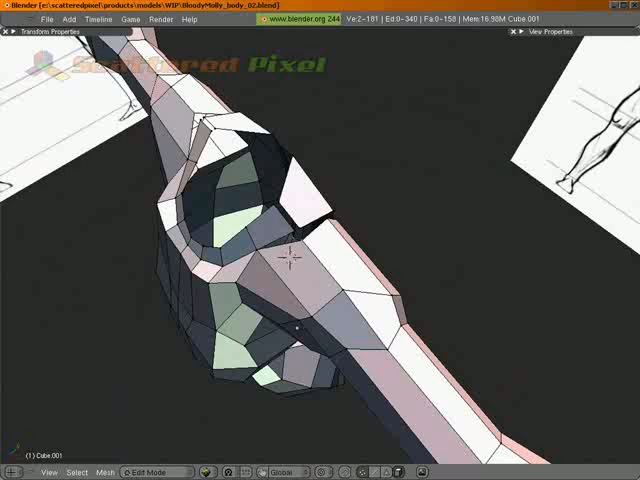 Blender [e:\scatteredpixel\products\models\WIP\BloodyMolly_body_02.blend]
File Add Timeline Game Render Help www.blender.org 244 Ve:2-181 | Ed:0-340 | Fa:0-158 | Mem:16.98M Cube.001
Transform Properties
View Properties
Scattered Pixel
(1) Cube.001
View Select Mesh Edit Mode Global